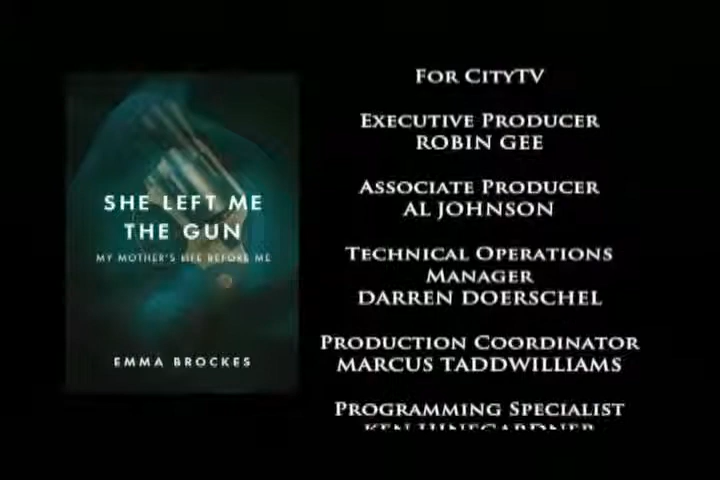 SHE LEFT ME
THE GUN
MY MOTHER'S LIFE BEFORE ME
EMMA BROCKES
FOR CITYTV
EXECUTIVE PRODUCER
ROBIN GEE
ASSOCIATE PRODUCER
AL JOHNSON
TECHNICAL OPERATIONS
MANAGER
DARREN DOERSCHEL
PRODUCTION COORDINATOR
MARCUS TADDWILLIAMS
PROGRAMMING SPECIALIST